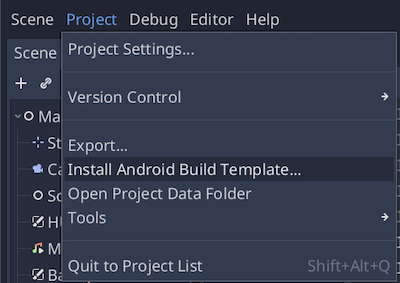 Scene Project Debug Editor Help
Scene
Project Settings...
Version Control
Export...
Install Android Build Template...
Open Project Data Folder
Tools
Quit to Project List Shift+Alt+Q
Ma
St
Ca
Sc
HU
M
Ba